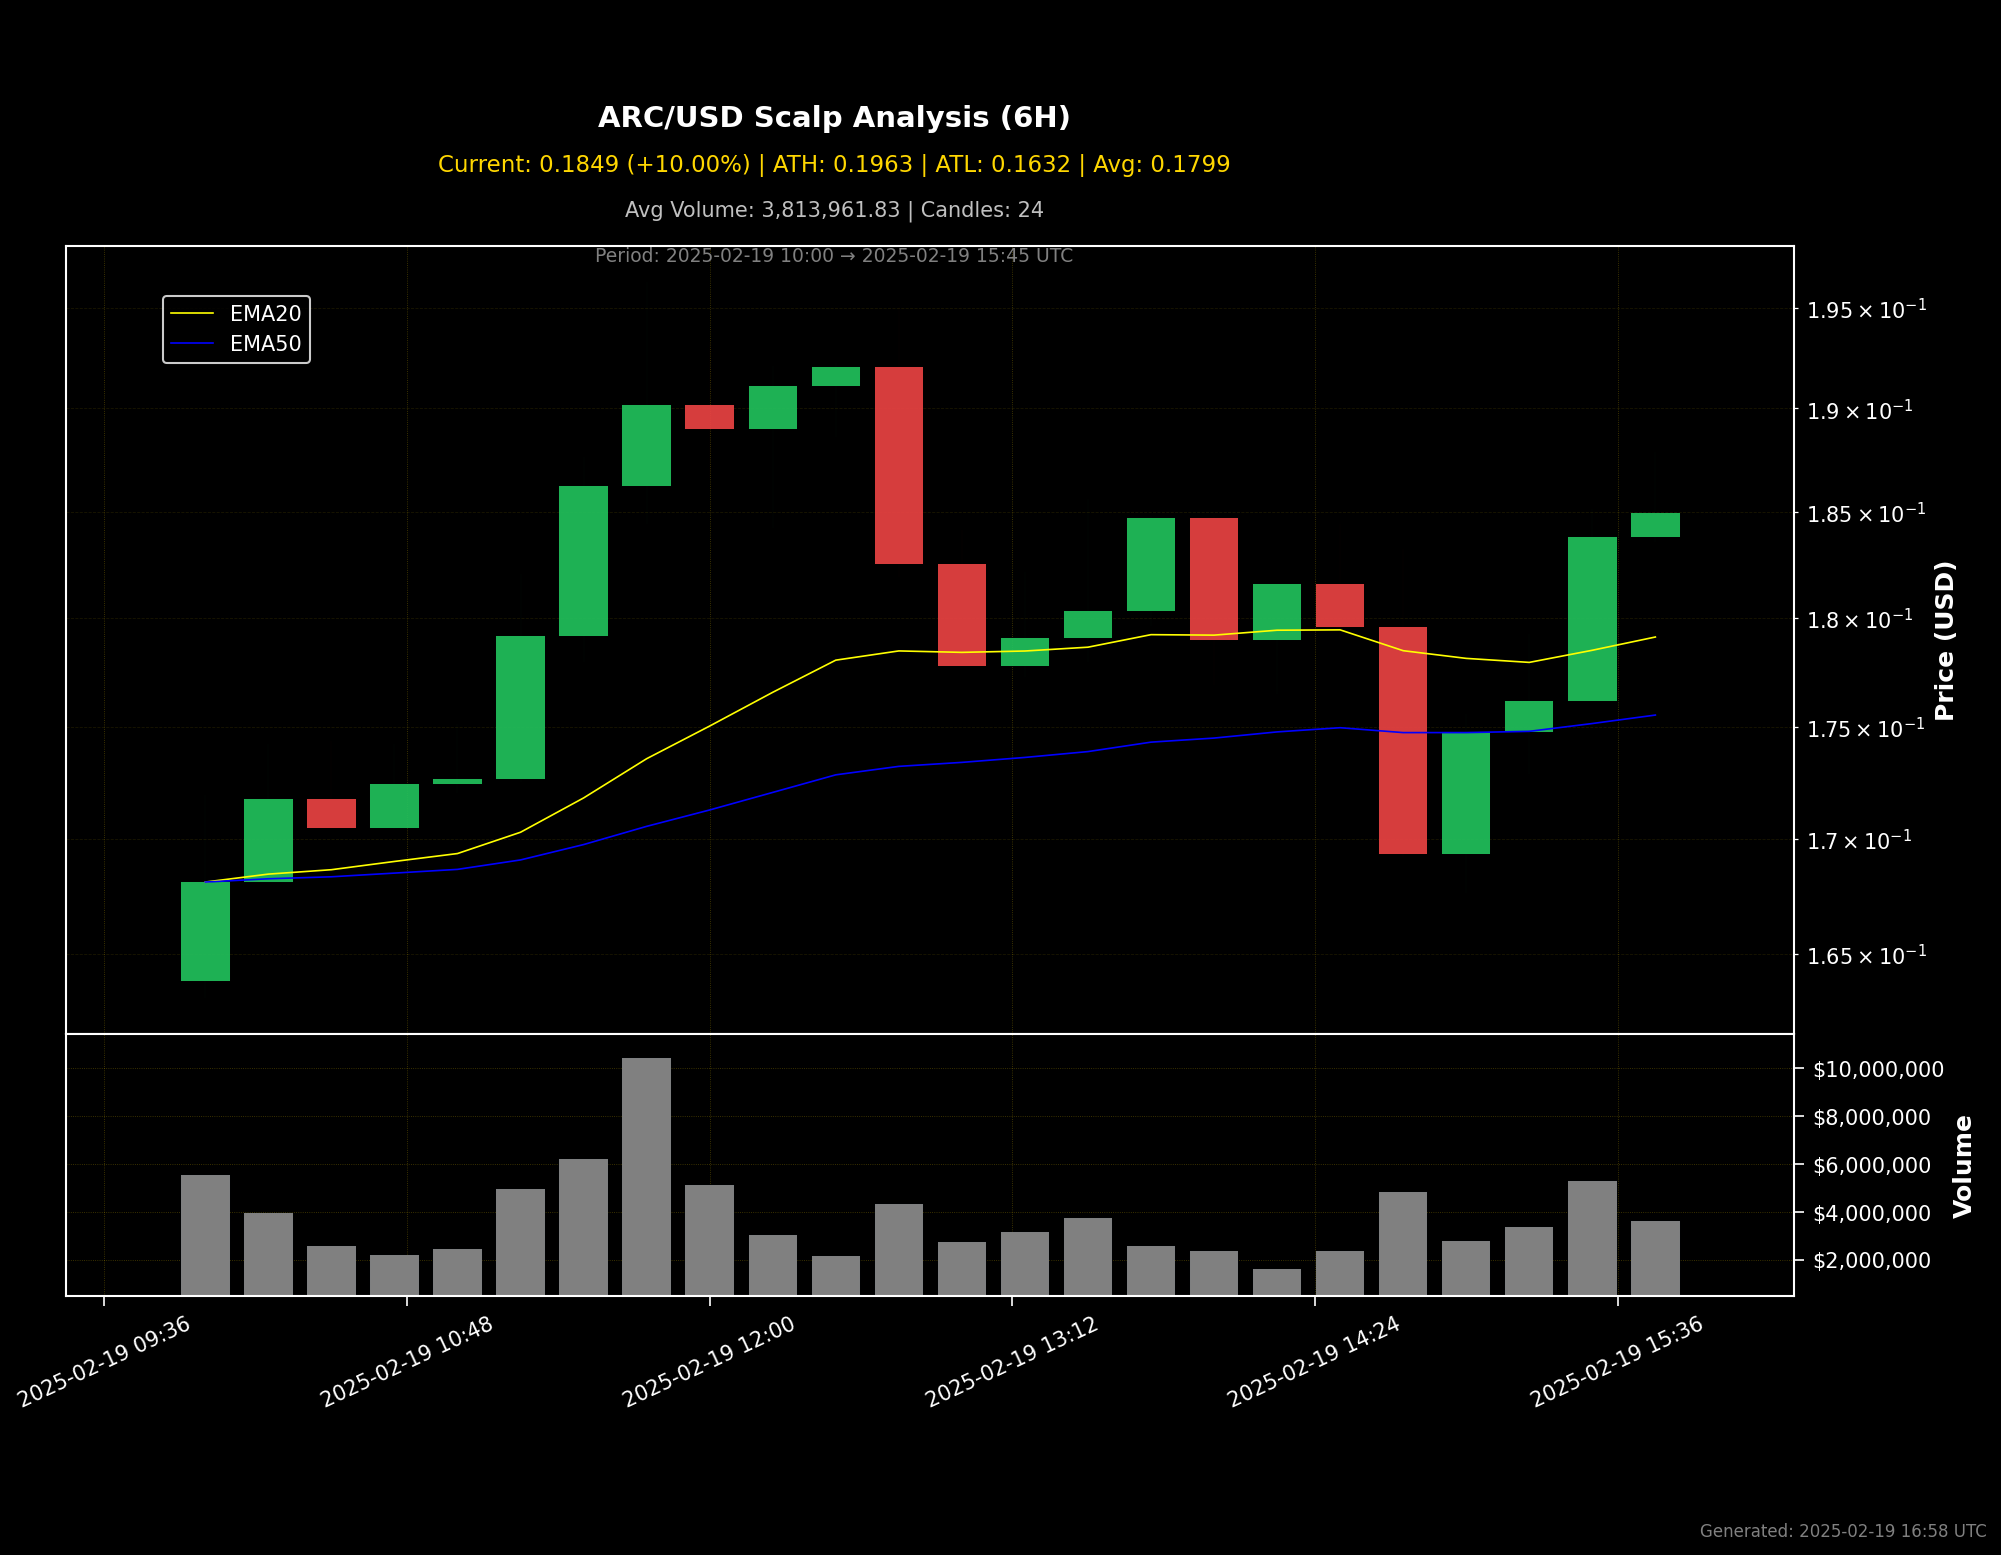 ARC/USD Scalp Analysis (6H)
Current: 0.1849 (+10.00%) | ATH: 0.1963 | ATL: 0.1632 | Avg: 0.1799
Avg Volume: 3,813,961.83 | Candles: 24
Period: 2025-02-19 10:00 → 2025-02-19 15:45 UTC
EMA20
EMA50
1.95 × 10⁻¹
1.9 × 10⁻¹
1.85 × 10⁻¹
1.8 × 10⁻¹
1.75 × 10⁻¹
1.7 × 10⁻¹
1.65 × 10⁻¹
Price (USD)
$10,000,000
$8,000,000
$6,000,000
$4,000,000
$2,000,000
Volume
2025-02-19 09:36
2025-02-19 10:48
2025-02-19 12:00
2025-02-19 13:12
2025-02-19 14:24
2025-02-19 15:36
Generated: 2025-02-19 16:58 UTC